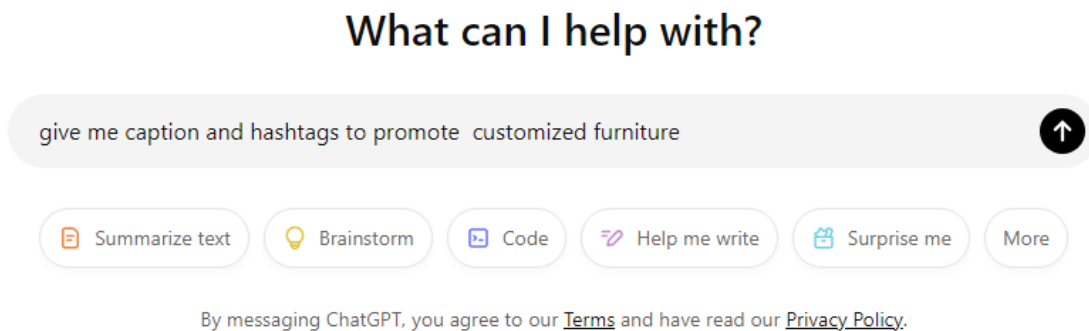 What can I help with?
give me caption and hashtags to promote  customized furniture
Summarize text Brainstorm Code Help me write Surprise me More
By messaging ChatGPT, you agree to our Terms and have read our Privacy Policy.